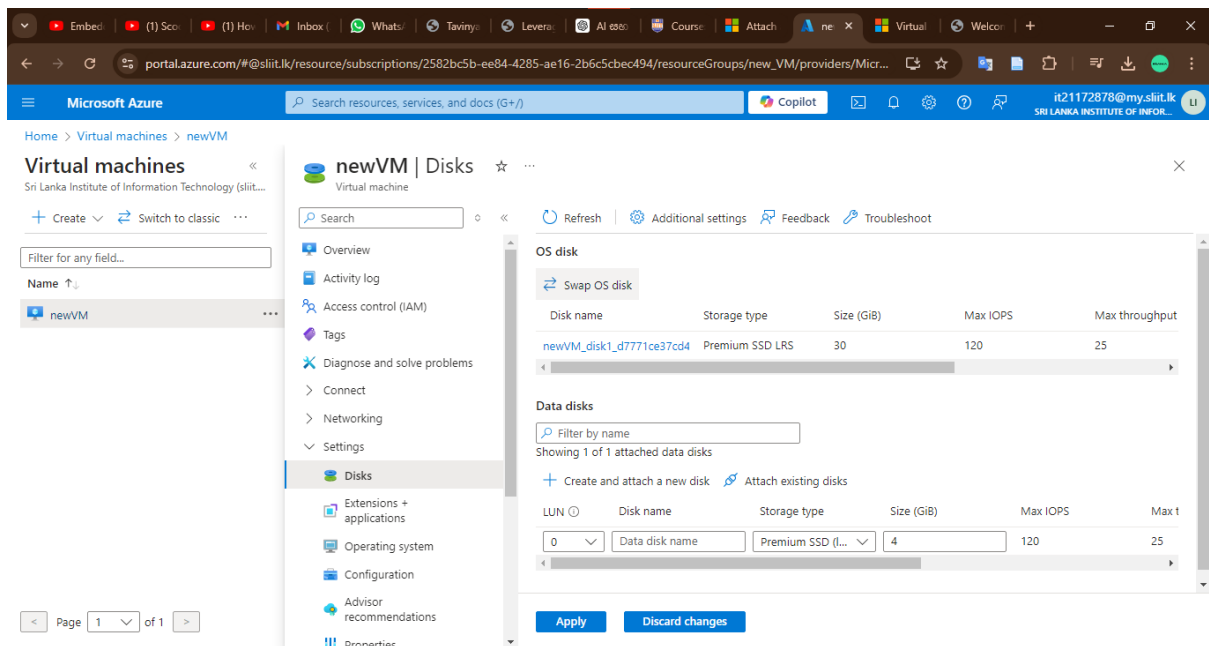 Embed
(1) Sco
(1) How
Inbox (
Whats/
Tavinya
Leverag
Course
Attach
ne
Virtual
Welcon
portal.azure.com/#@sliit.lk/resource/subscriptions/2582bc5b-ee84-4285-ae16-2b6c5cbec494/resourceGroups/new_VM/providers/Micr...
Microsoft Azure
Search resources, services, and docs (G+/)
Copilot
it21172878@my.sliit.lk
SRI LANKA INSTITUTE OF INFOR...
LI
Home > Virtual machines > newVM
Virtual machines
Sri Lanka Institute of Information Technology (sliit....
Create
Switch to classic
Filter for any field...
Name
newVM
Page 1 of 1
newVM | Disks
Virtual machine
Search
Overview
Activity log
Access control (IAM)
Tags
Diagnose and solve problems
Connect
Networking
Settings
Disks
Extensions +
applications
Operating system
Configuration
Advisor
recommendations
Properties
Refresh
Additional settings
Feedback
Troubleshoot
OS disk
Swap OS disk
Disk name Storage type Size (GiB) Max IOPS Max throughput
newVM_disk1_d7771ce37cd4 Premium SSD LRS 30 120 25
Data disks
Filter by name
Showing 1 of 1 attached data disks
Create and attach a new disk
Attach existing disks
LUN Disk name Storage type Size (GiB) Max IOPS Max t
0 Data disk name Premium SSD (l... 4 120 25
Apply
Discard changes